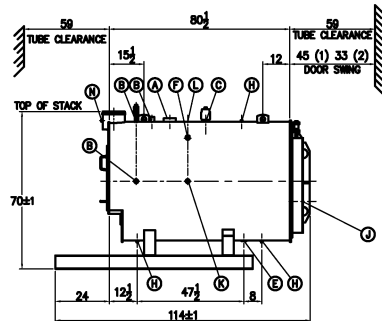 59 80½ 59
TUBE CLEARANCE TUBE CLEARANCE
15½ 12 45 (1) 33 (2)
DOOR SWING
N B B A F L C H
TOP OF STACK
B
70±1
J
H K E H
24 12½ 47½ 8
114±1